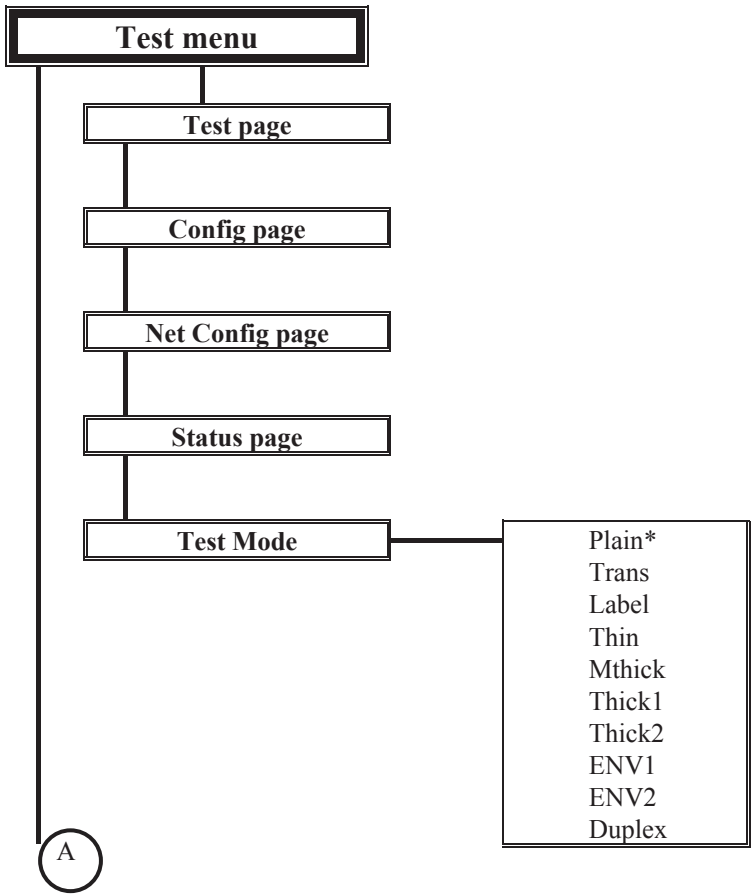 Test menu
Test page
Config page
Net Config page
Status page
Test Mode
Plain*
Trans
Label
Thin
Mthick
Thick1
Thick2
ENV1
ENV2
Duplex
A